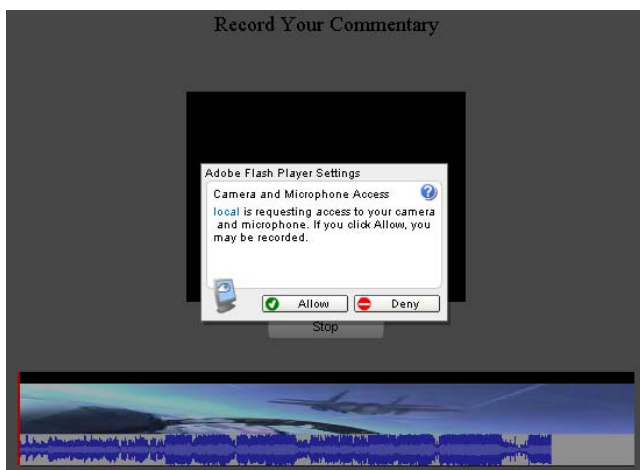 Record Your Commentary
Adobe Flash Player Settings
Camera and Microphone Access
local is requesting access to your camera
and microphone. If you click Allow, you
may be recorded.
Allow
Deny
Stop